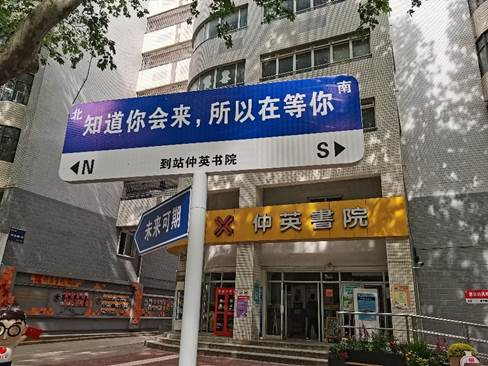 北
南
知道你会来，所以在等你
N
到站仲英书院
S
未来可期
仲英書院